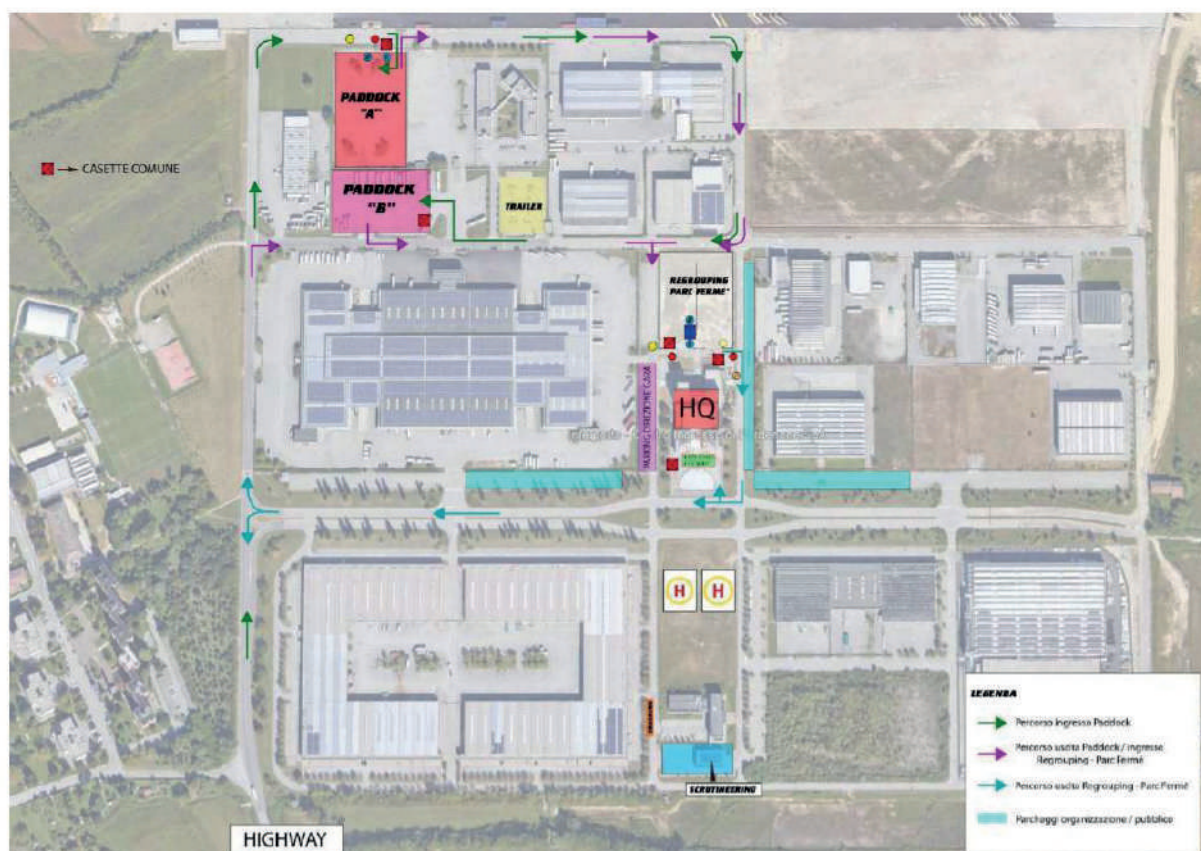 PADDOCK
"A"
CASETTE COMUNE
PADDOCK
"B"
TRAILER
REGROUPING
PARC FERME'
PARKING DIREZIONE GARA
HQ
H
H
SCRUTINEERING
HIGHWAY
LEGENDA
Percorso ingresso Paddock
Percorso uscita Paddock / ingresso
Regrouping - Parc Fermé
Percorso uscita Regrouping - Parc Fermé
Parcheggi organizzazione / pubblico